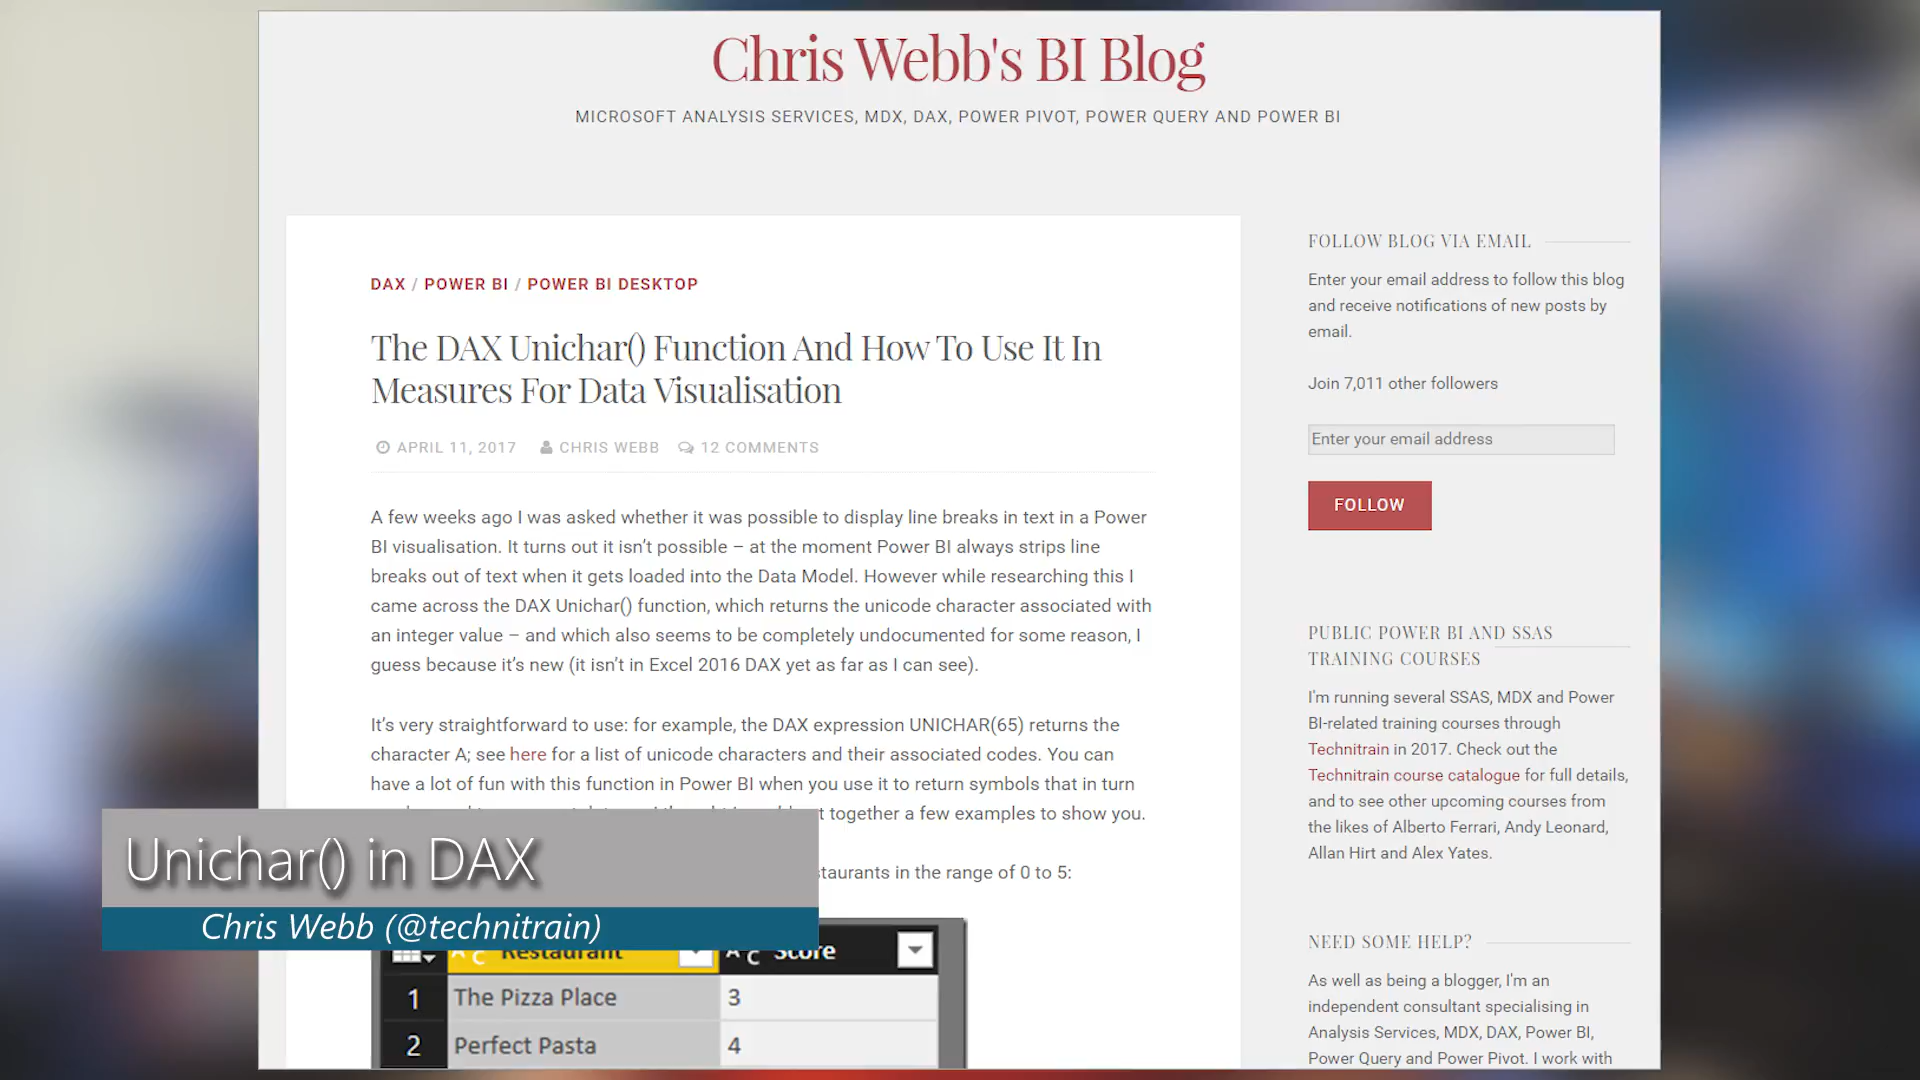 Chris Webb's BI Blog
MICROSOFT ANALYSIS SERVICES, MDX, DAX, POWER PIVOT, POWER QUERY AND POWER BI
DAX / POWER BI / POWER BI DESKTOP
The DAX Unichar() Function And How To Use It In
Measures For Data Visualisation
APRIL 11, 2017 CHRIS WEBB 12 COMMENTS
A few weeks ago I was asked whether it was possible to display line breaks in text in a Power
BI visualisation. It turns out it isn’t possible – at the moment Power BI always strips line
breaks out of text when it gets loaded into the Data Model. However while researching this I
came across the DAX Unichar() function, which returns the unicode character associated with
an integer value – and which also seems to be completely undocumented for some reason, I
guess because it’s new (it isn’t in Excel 2016 DAX yet as far as I can see).
It’s very straightforward to use: for example, the DAX expression UNICHAR(65) returns the
character A; see here for a list of unicode characters and their associated codes. You can
have a lot of fun with this function in Power BI when you use it to return symbols that in turn
together a few examples to show you.
in the range of 0 to 5:
Restaurant Score
1 The Pizza Place 3
2 Perfect Pasta 4
Unichar() in DAX
Chris Webb (@technitrain)
FOLLOW BLOG VIA EMAIL
Enter your email address to follow this blog
and receive notifications of new posts by
email.
Join 7,011 other followers
Enter your email address
FOLLOW
PUBLIC POWER BI AND SSAS
TRAINING COURSES
I'm running several SSAS, MDX and Power
BI-related training courses through
Technitrain in 2017. Check out the
Technitrain course catalogue for full details,
and to see other upcoming courses from
the likes of Alberto Ferrari, Andy Leonard,
Allan Hirt and Alex Yates.
NEED SOME HELP?
As well as being a blogger, I'm an
independent consultant specialising in
Analysis Services, MDX, DAX, Power BI,
Power Query and Power Pivot. I work with